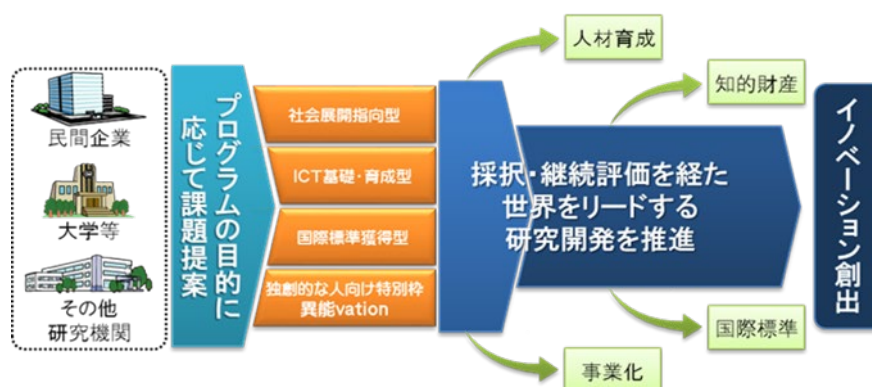 民間企業
大学等
その他
研究機関
プログラムの目的に
応じて課題提案
社会展開指向型
ICT基礎・育成型
国際標準獲得型
独創的な人向け特別枠
異能vation
採択・継続評価を経た
世界をリードする
研究開発を推進
人材育成
知的財産
国際標準
事業化
イノベーション創出